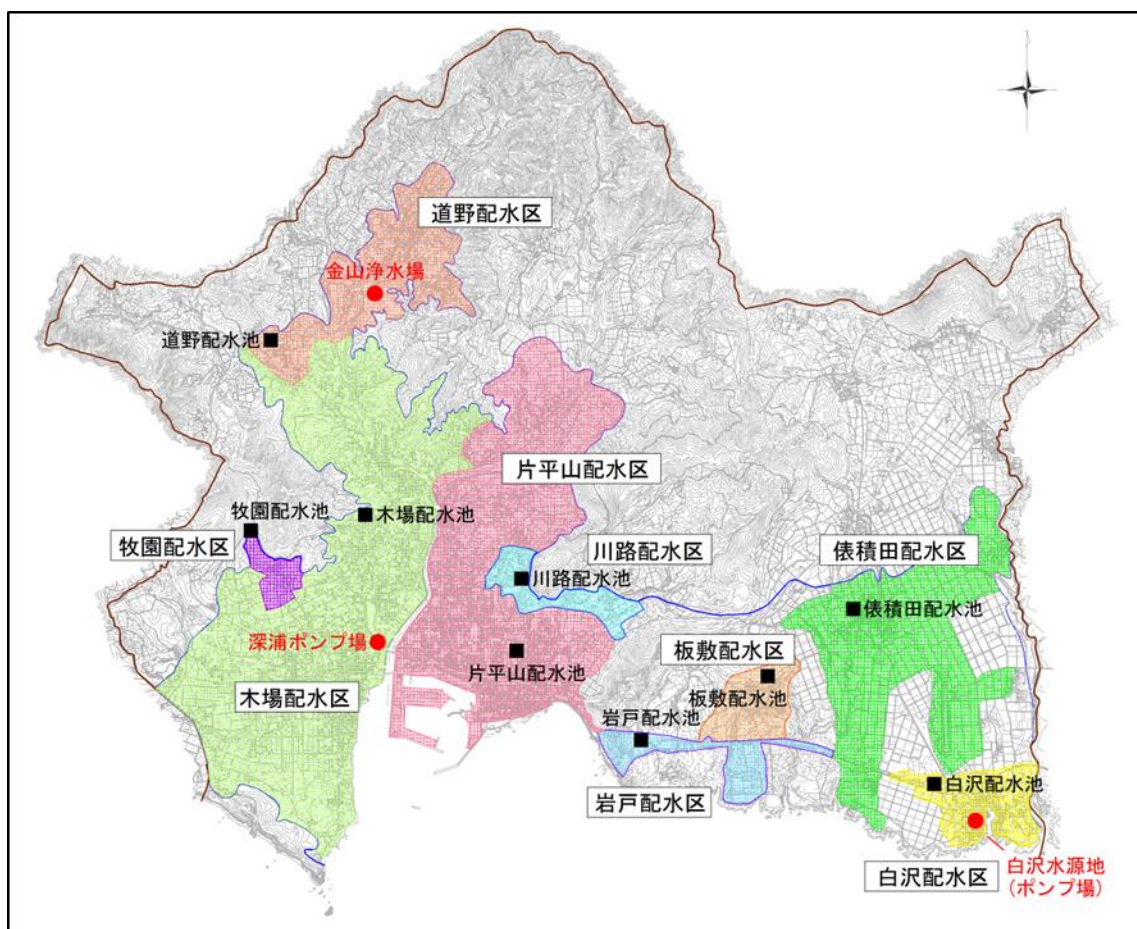 道野配水区
金山浄水場
道野配水池
片平山配水区
牧園配水池
木場配水池
牧園配水区
川路配水区
俵積田配水区
川路配水池
俵積田配水池
深浦ポンプ場
片平山配水池
板敷配水区
木場配水区
板敷配水池
岩戸配水池
白沢配水池
岩戸配水区
白沢配水区
白沢水源地
(ポンプ場)